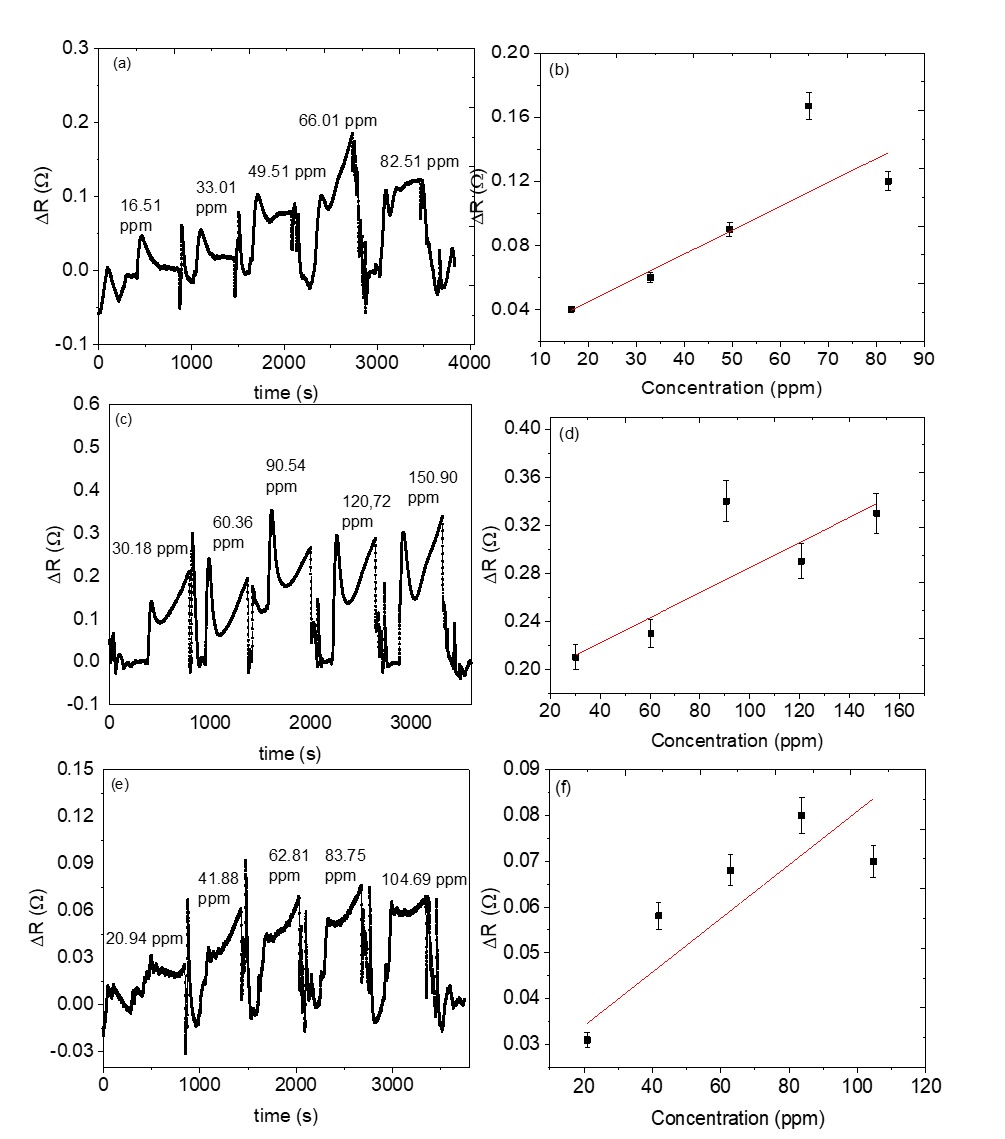 (a)
0.3
0.2
0.1
0.0
-0.1
ΔR (Ω)
16.51
ppm
33.01
ppm
49.51 ppm
66.01 ppm
82.51 ppm
0 1000 2000 3000 4000
time (s)
(b)
0.20
0.16
0.12
0.08
0.04
ΔR (Ω)
10 20 30 40 50 60 70 80 90
Concentration (ppm)
(c)
0.6
0.5
0.4
0.3
0.2
0.1
0.0
-0.1
ΔR (Ω)
30.18 ppm
60.36
ppm
90.54
ppm
120,72
ppm
150.90
ppm
0 1000 2000 3000
time (s)
(d)
0.40
0.36
0.32
0.28
0.24
0.20
ΔR (Ω)
20 40 60 80 100 120 140 160
Concentration (ppm)
(e)
0.15
0.12
0.09
0.06
0.03
0.00
-0.03
ΔR (Ω)
20.94 ppm
41.88
ppm
62.81
ppm
83.75
ppm
104.69 ppm
0 1000 2000 3000
time (s)
(f)
0.09
0.08
0.07
0.06
0.05
0.04
0.03
ΔR (Ω)
20 40 60 80 100 120
Concentration (ppm)